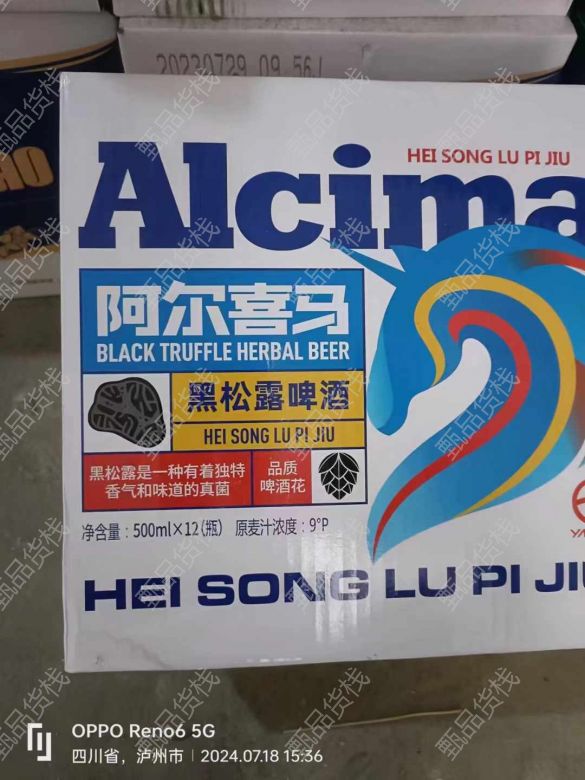 20220729 09 56
HEI SONG LU PI JIU
Alcima
阿尔喜马
BLACK TRUFFLE HERBAL BEER
黑松露啤酒
HEI SONG LU PI JIU
黑松露是一种有着独特
香气和味道的真菌
品质
啤酒花
净含量：500ml×12(瓶) 原麦汁浓度：9°P
HEI SONG LU PI JIU
OPPO Reno6 5G
四川省，泸州市 2024.07.18 15:36
甄品货栈